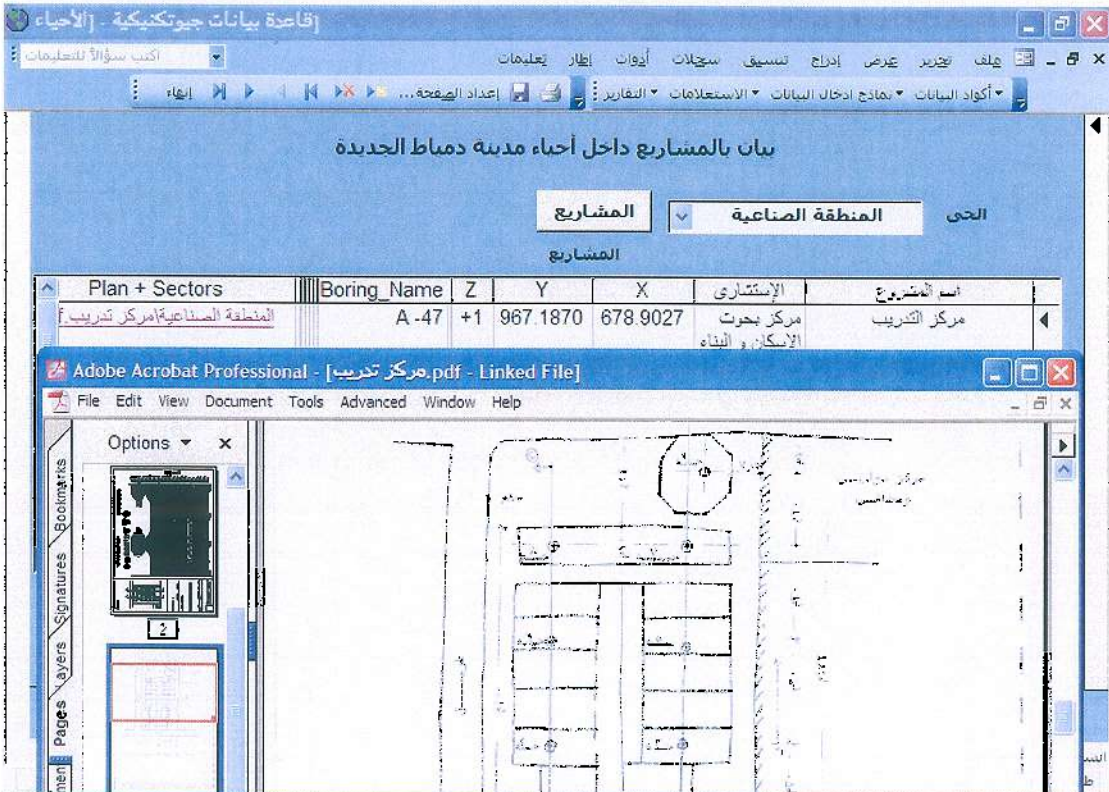 قاعدة بيانات جيوتكنيكية - [الأحياء]
ملف تحرير عرض إدراج تنسيق سجلات أدوات إطار تعليمات
اكتب سؤالاً للتعليمات
أكواد البيانات نماذج ادخال البيانات الاستعلامات التقارير إعداد الصفحة... إنهاء
بيان بالمشاريع داخل أحياء مدينة دمياط الجديدة
الحى المنطقة الصناعية المشاريع
المشاريع
اسم المشروع الإستشارى X Y Z Boring_Name Plan + Sectors
مركز التدريب مركز بحوث الاسكان و البناء 678.9027 967.1870 +1 A -47 المنطقة الصناعية\مركز تدريب.f
Adobe Acrobat Professional - [مركز تدريب.pdf - Linked File]
File Edit View Document Tools Advanced Window Help
Options
Bookmarks
Signatures
Layers
Pages
2